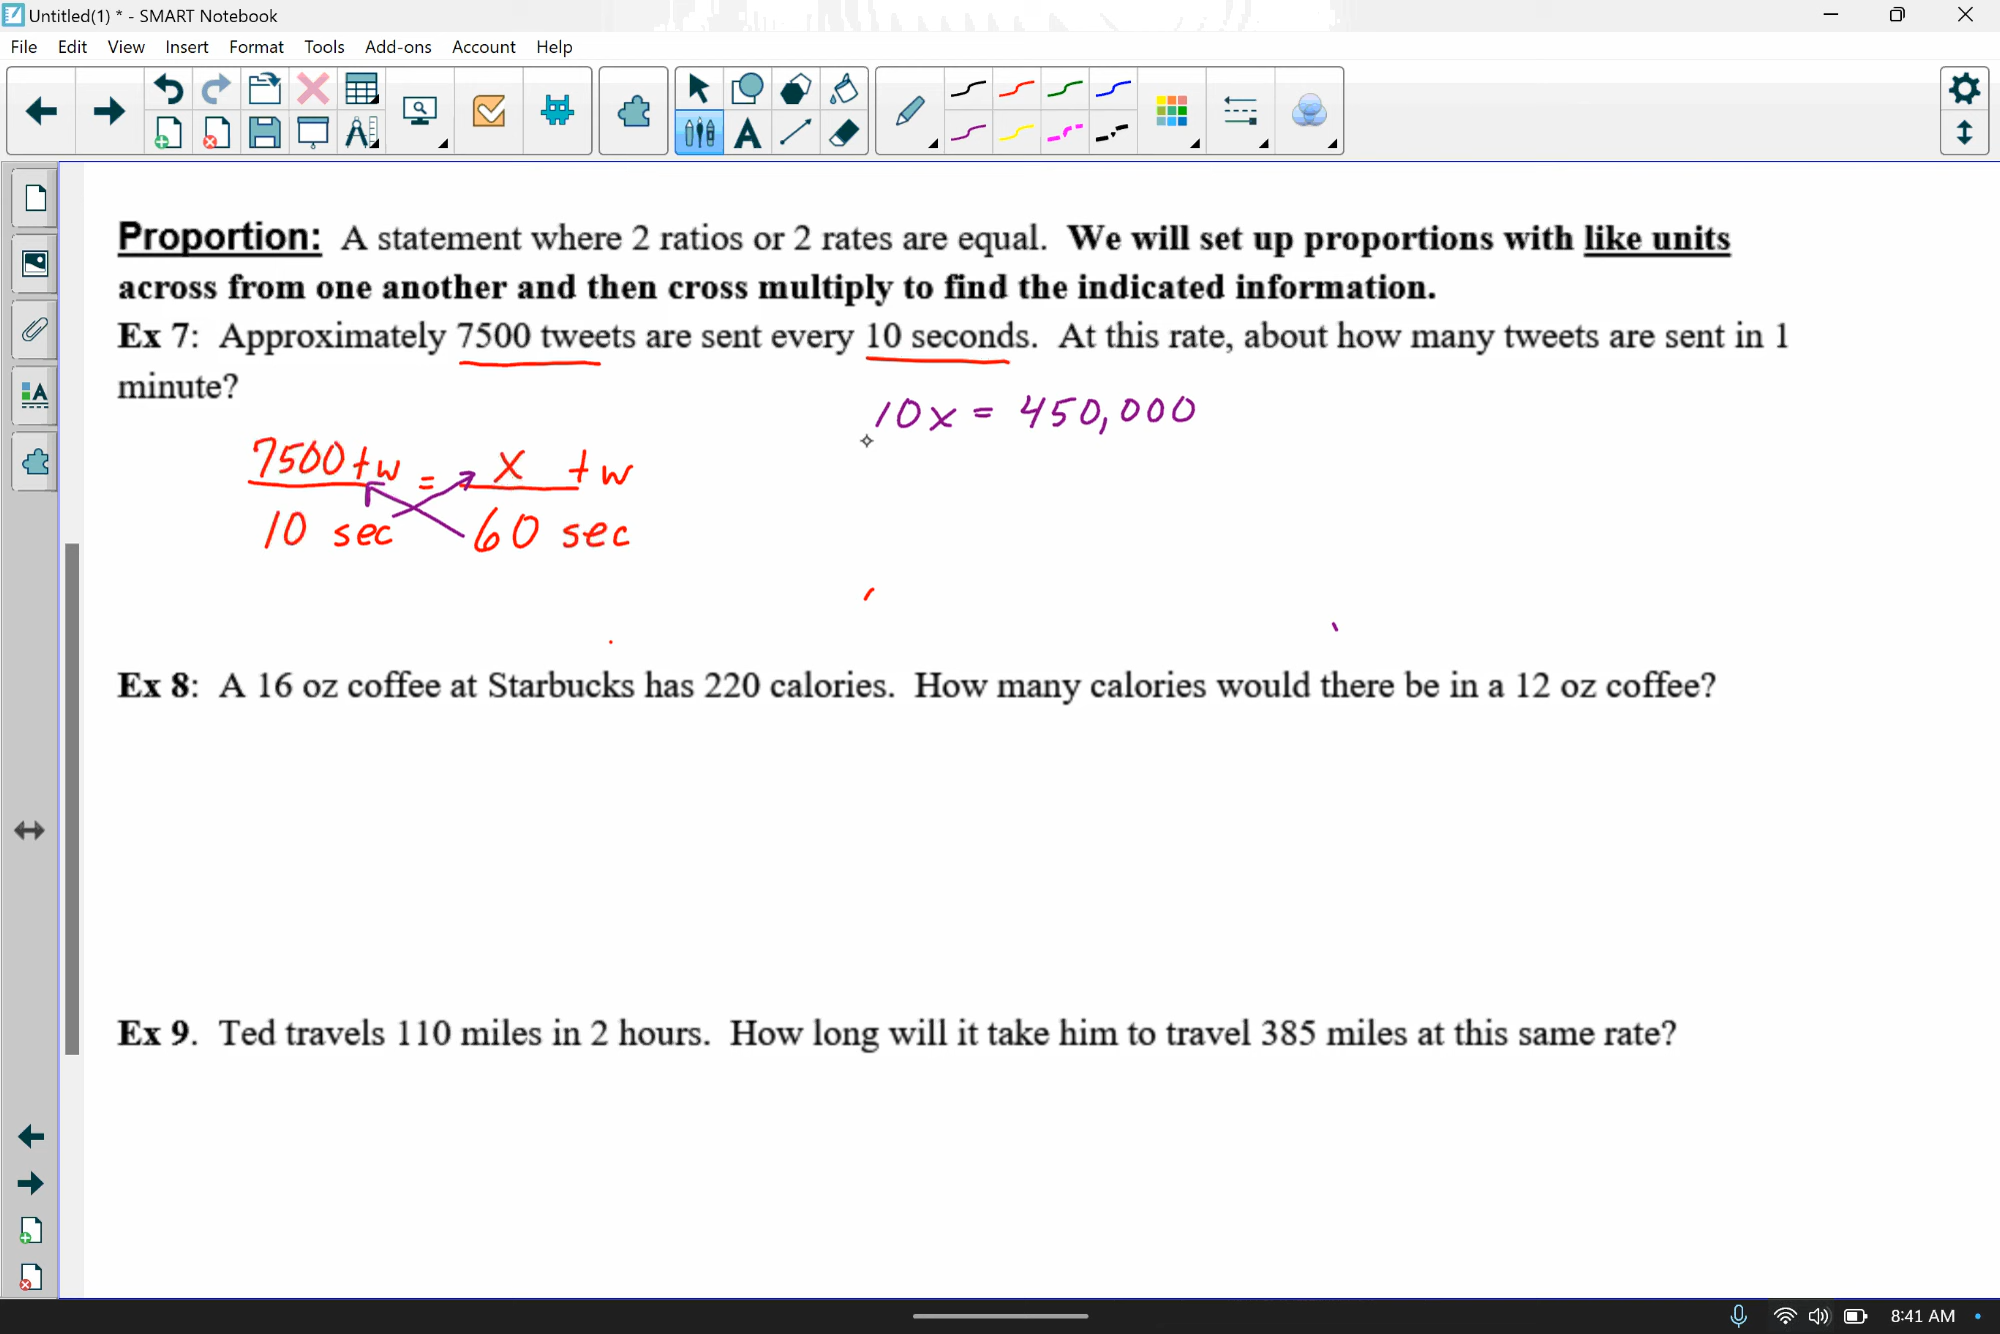 Untitled(1) * - SMART Notebook
File Edit View Insert Format Tools Add-ons Account Help
Proportion: A statement where 2 ratios or 2 rates are equal. We will set up proportions with like units
across from one another and then cross multiply to find the indicated information.
Ex 7: Approximately 7500 tweets are sent every 10 seconds. At this rate, about how many tweets are sent in 1
minute?
10x = 450,000
7500 tw = x tw
10 sec 60 sec
Ex 8: A 16 oz coffee at Starbucks has 220 calories. How many calories would there be in a 12 oz coffee?
Ex 9. Ted travels 110 miles in 2 hours. How long will it take him to travel 385 miles at this same rate?
8:41 AM